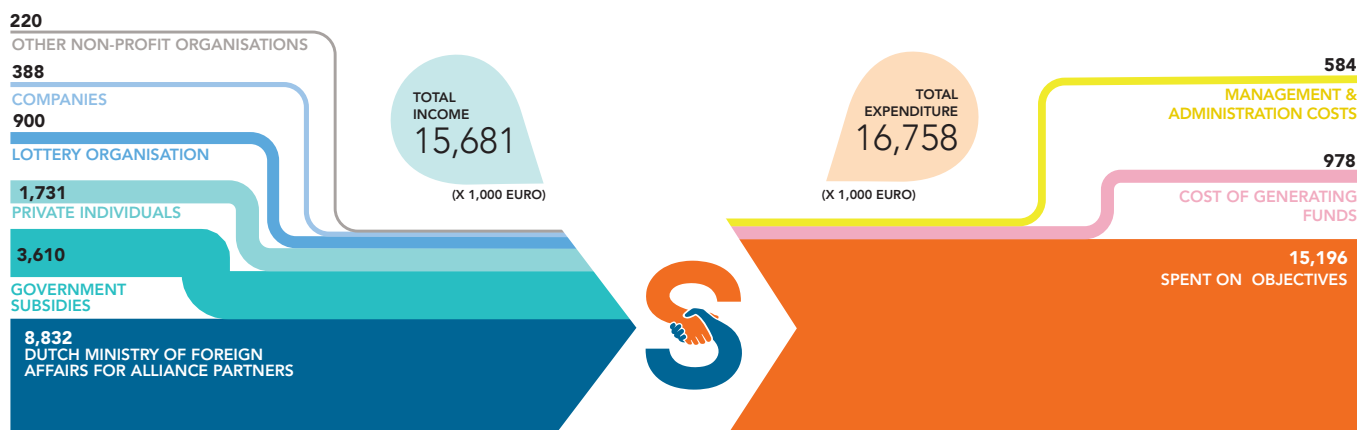 220
OTHER NON-PROFIT ORGANISATIONS
388
COMPANIES
900
LOTTERY ORGANISATION
1,731
PRIVATE INDIVIDUALS
3,610
GOVERNMENT
SUBSIDIES
8,832
DUTCH MINISTRY OF FOREIGN
AFFAIRS FOR ALLIANCE PARTNERS
TOTAL
INCOME
15,681
(X 1,000 EURO)
TOTAL
EXPENDITURE
16,758
(X 1,000 EURO)
584
MANAGEMENT &
ADMINISTRATION COSTS
978
COST OF GENERATING
FUNDS
15,196
SPENT ON OBJECTIVES
S